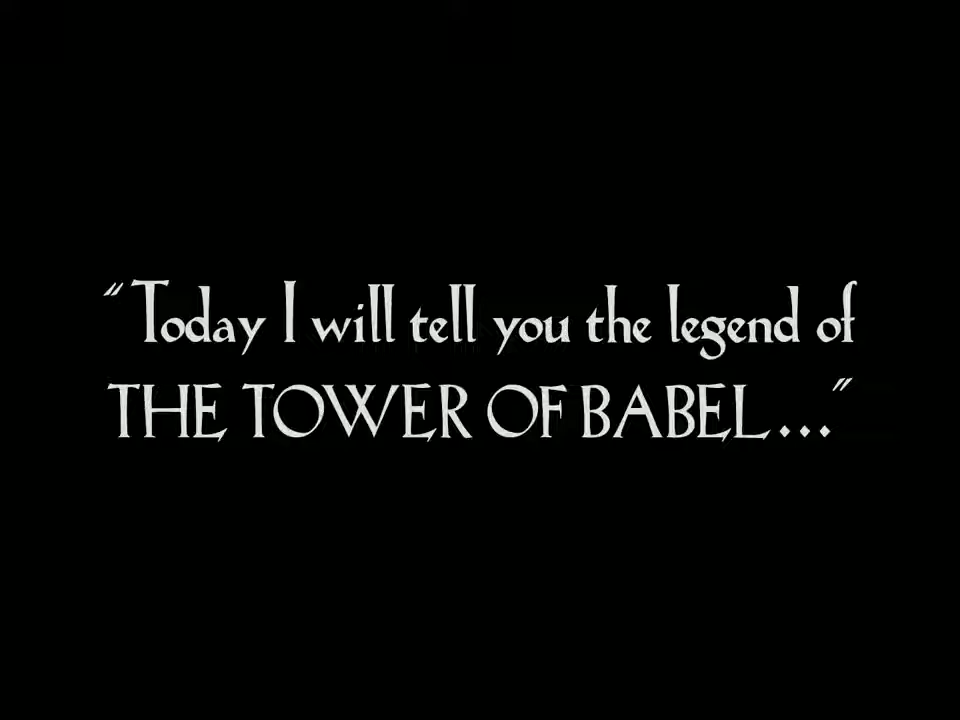 “Today I will tell you the legend of
THE TOWER OF BABEL...”